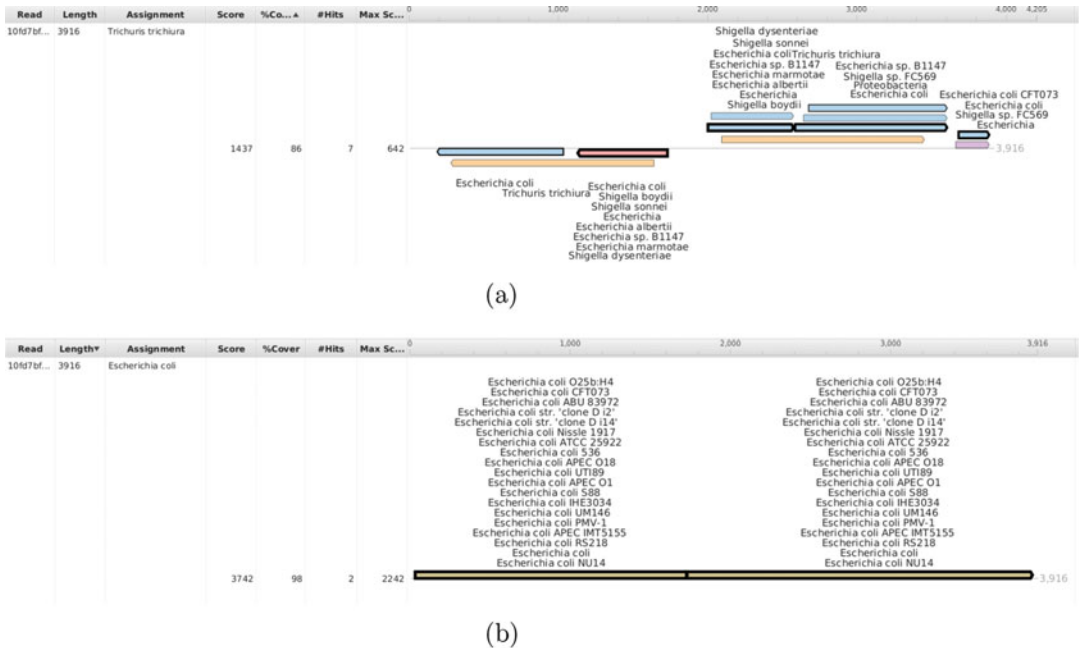 Read Length Assignment Score %Co...▲ #Hits Max Sc... 0 1,000 2,000 3,000 4,000 4,205
10fd7bf... 3916 Trichuris trichiura
Shigella dysenteriae
Shigella sonnei
Escherichia coli Trichuris trichiura
Escherichia sp. B1147 Escherichia sp. B1147
Escherichia marmotae Shigella sp. FC569
Escherichia albertii Proteobacteria
Escherichia Escherichia coli Escherichia coli CFT073
Shigella boydii Escherichia coli
Shigella sp. FC569
Escherichia
1437 86 7 642 3,916
Escherichia coli Escherichia coli
Trichuris trichiura Shigella boydii
Shigella sonnei
Escherichia
Escherichia albertii
Escherichia sp. B1147
Escherichia marmotae
Shigella dysenteriae
(a)
Read Length▼ Assignment Score %Cover #Hits Max Sc... 0 1,000 2,000 3,000 3,916
10fd7bf... 3916 Escherichia coli
Escherichia coli O25b:H4 Escherichia coli O25b:H4
Escherichia coli CFT073 Escherichia coli CFT073
Escherichia coli ABU 83972 Escherichia coli ABU 83972
Escherichia coli str. 'clone D i2' Escherichia coli str. 'clone D i2'
Escherichia coli str. 'clone D i14' Escherichia coli str. 'clone D i14'
Escherichia coli Nissle 1917 Escherichia coli Nissle 1917
Escherichia coli ATCC 25922 Escherichia coli ATCC 25922
Escherichia coli 536 Escherichia coli 536
Escherichia coli APEC O18 Escherichia coli APEC O18
Escherichia coli UTI89 Escherichia coli UTI89
Escherichia coli APEC O1 Escherichia coli APEC O1
Escherichia coli S88 Escherichia coli S88
Escherichia coli IHE3034 Escherichia coli IHE3034
Escherichia coli UM146 Escherichia coli UM146
Escherichia coli PMV-1 Escherichia coli PMV-1
Escherichia coli APEC IMT5155 Escherichia coli APEC IMT5155
Escherichia coli RS218 Escherichia coli RS218
Escherichia coli Escherichia coli
Escherichia coli NU14 Escherichia coli NU14
3742 98 2 2242 3,916
(b)